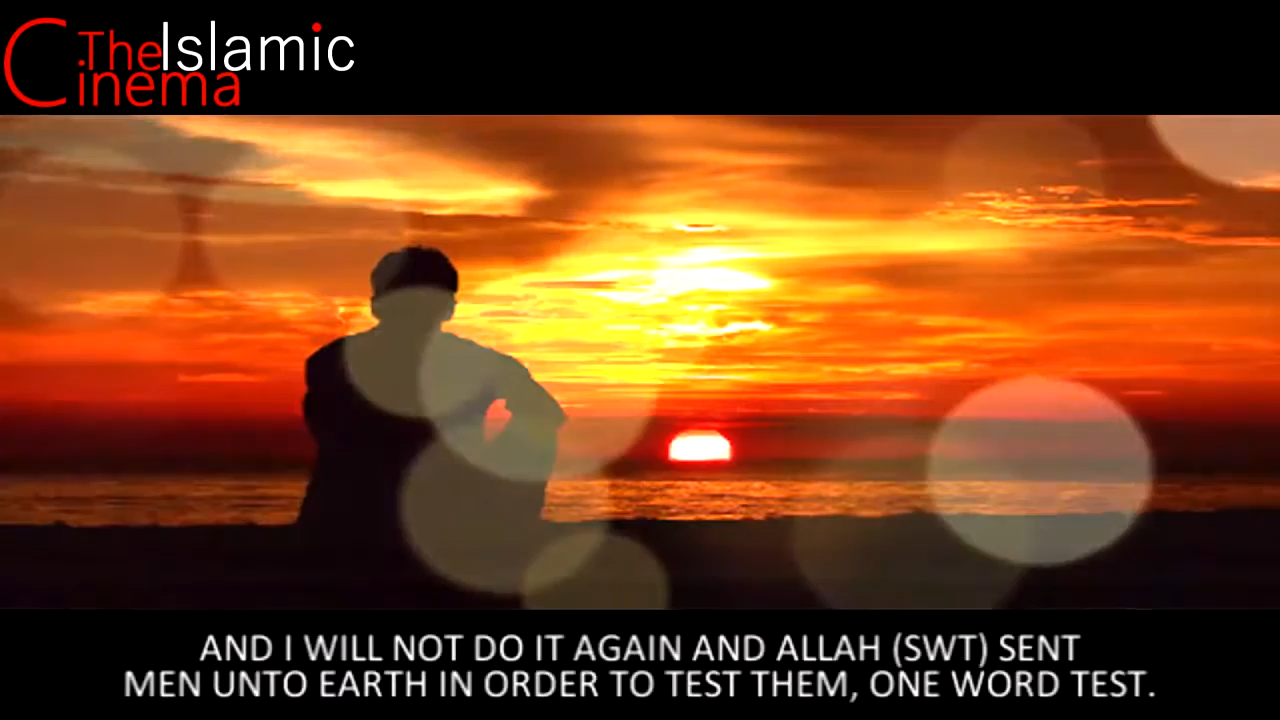 The Islamic
Cinema
AND I WILL NOT DO IT AGAIN AND ALLAH (SWT) SENT
MEN UNTO EARTH IN ORDER TO TEST THEM, ONE WORD TEST.